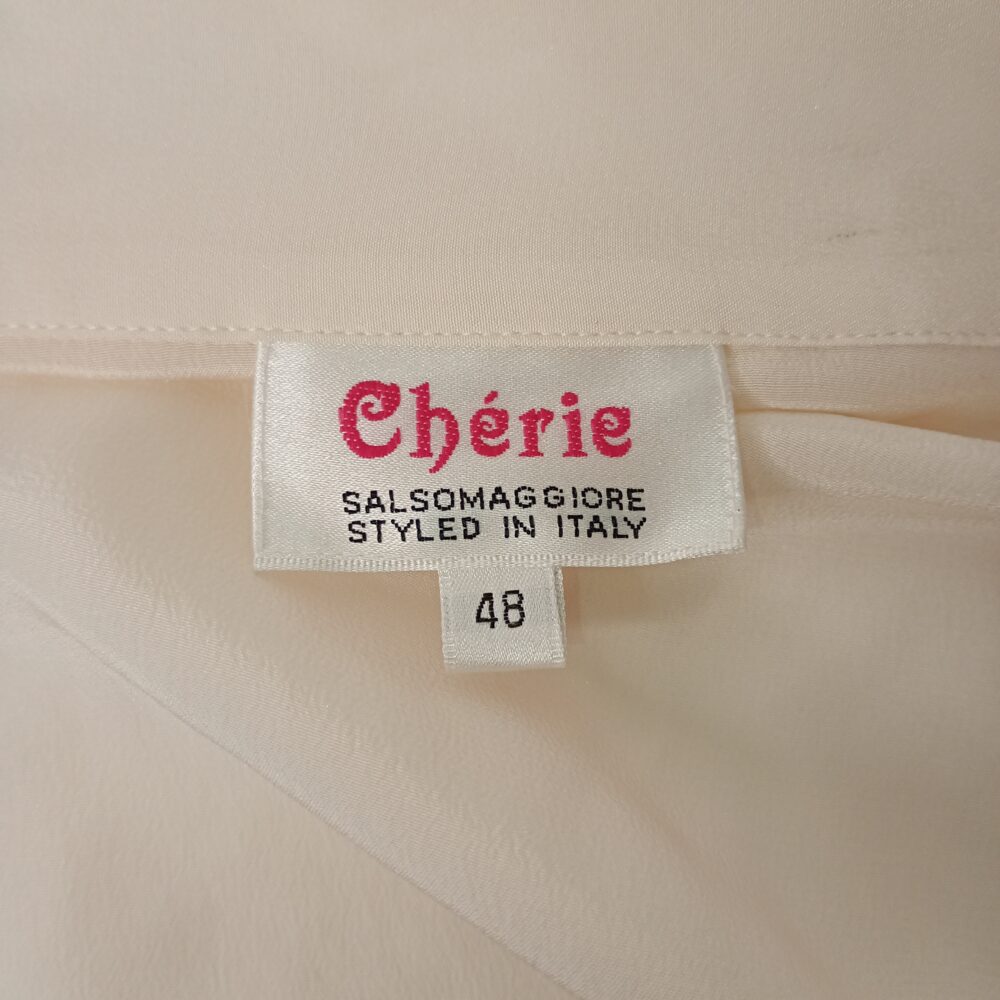 Chérie
SALSOMAGGIORE
STYLED IN ITALY
48